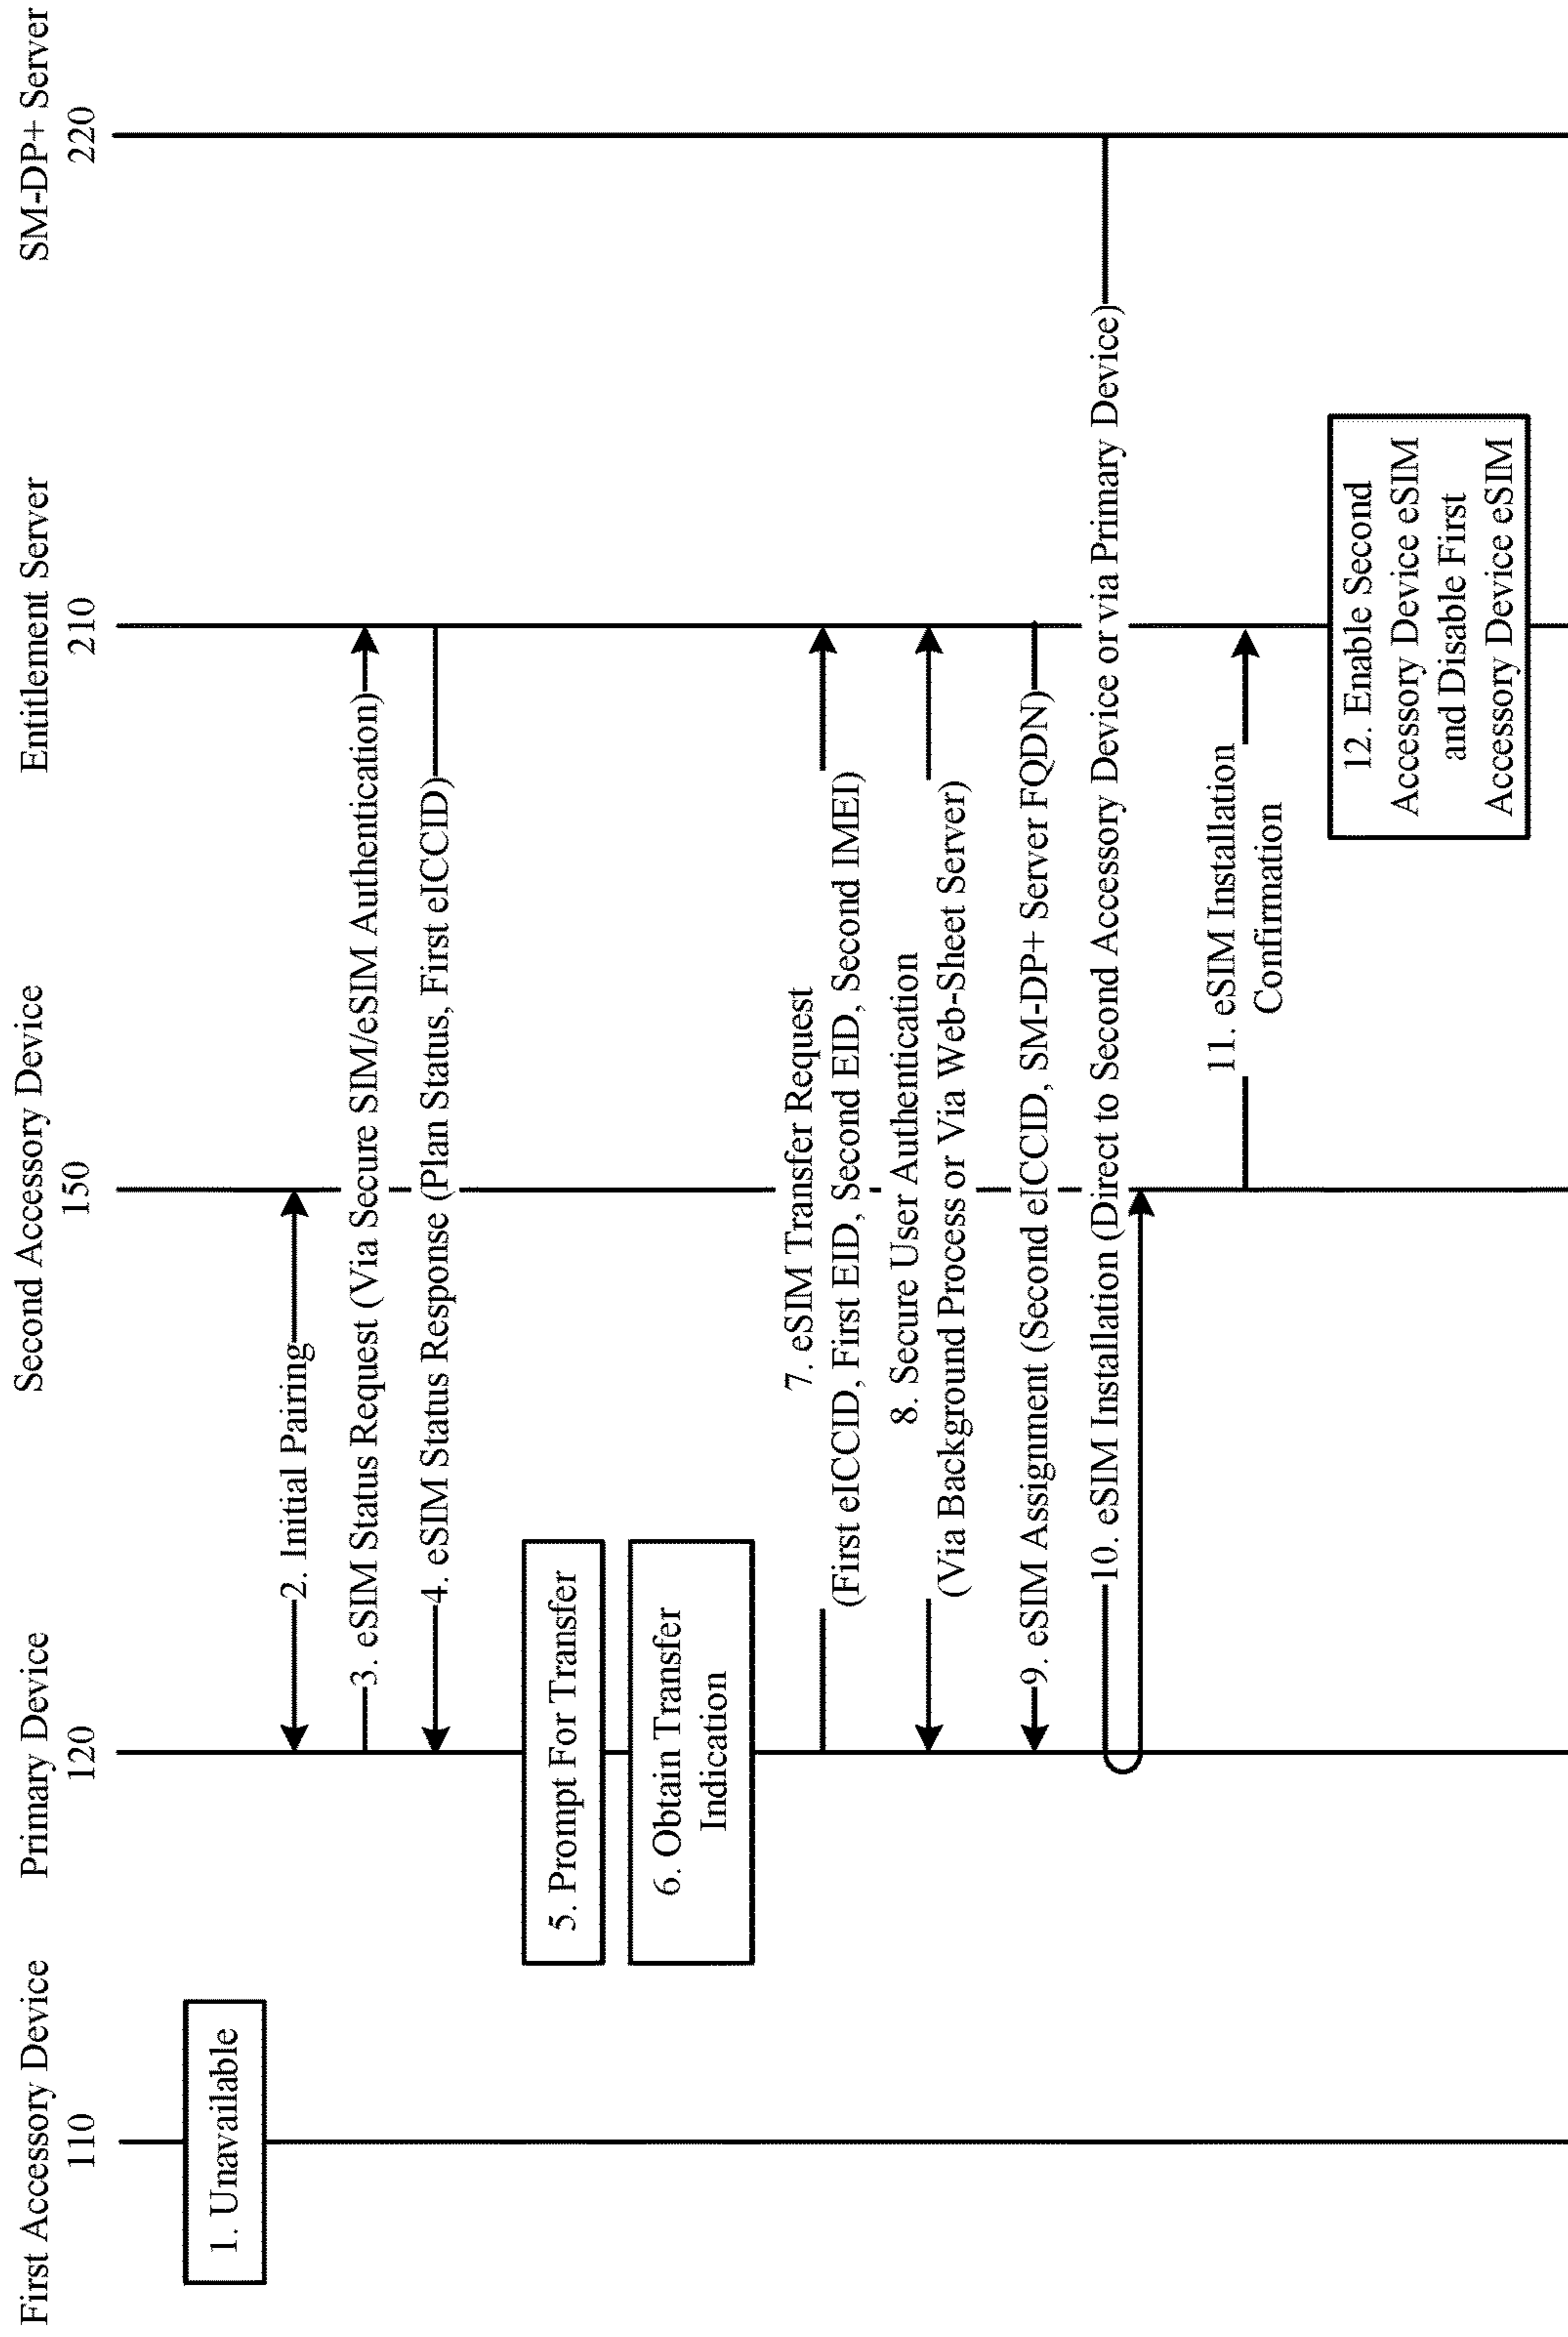 First Accessory Device
110
Primary Device
120
Second Accessory Device
150
Entitlement Server
210
SM-DP+ Server
220
1. Unavailable
2. Initial Pairing
3. eSIM Status Request (Via Secure SIM/eSIM Authentication)
4. eSIM Status Response (Plan Status, First eICCID)
5. Prompt For Transfer
6. Obtain Transfer
Indication
7. eSIM Transfer Request
(First eICCID, First EID, Second EID, Second IMEI)
8. Secure User Authentication
(Via Background Process or Via Web-Sheet Server)
9. eSIM Assignment (Second eICCID, SM-DP+ Server FQDN)
10. eSIM Installation (Direct to Second Accessory Device or via Primary Device)
11. eSIM Installation
Confirmation
12. Enable Second
Accessory Device eSIM
and Disable First
Accessory Device eSIM